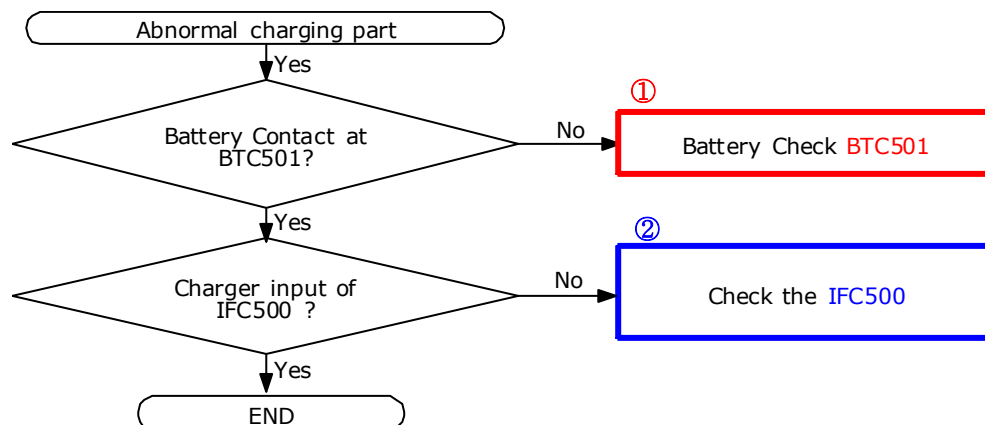 Abnormal charging part
Yes
①
Battery Contact at
BTC501?
No
Battery Check BTC501
Yes
②
Charger input of
IFC500 ?
No
Check the IFC500
Yes
END